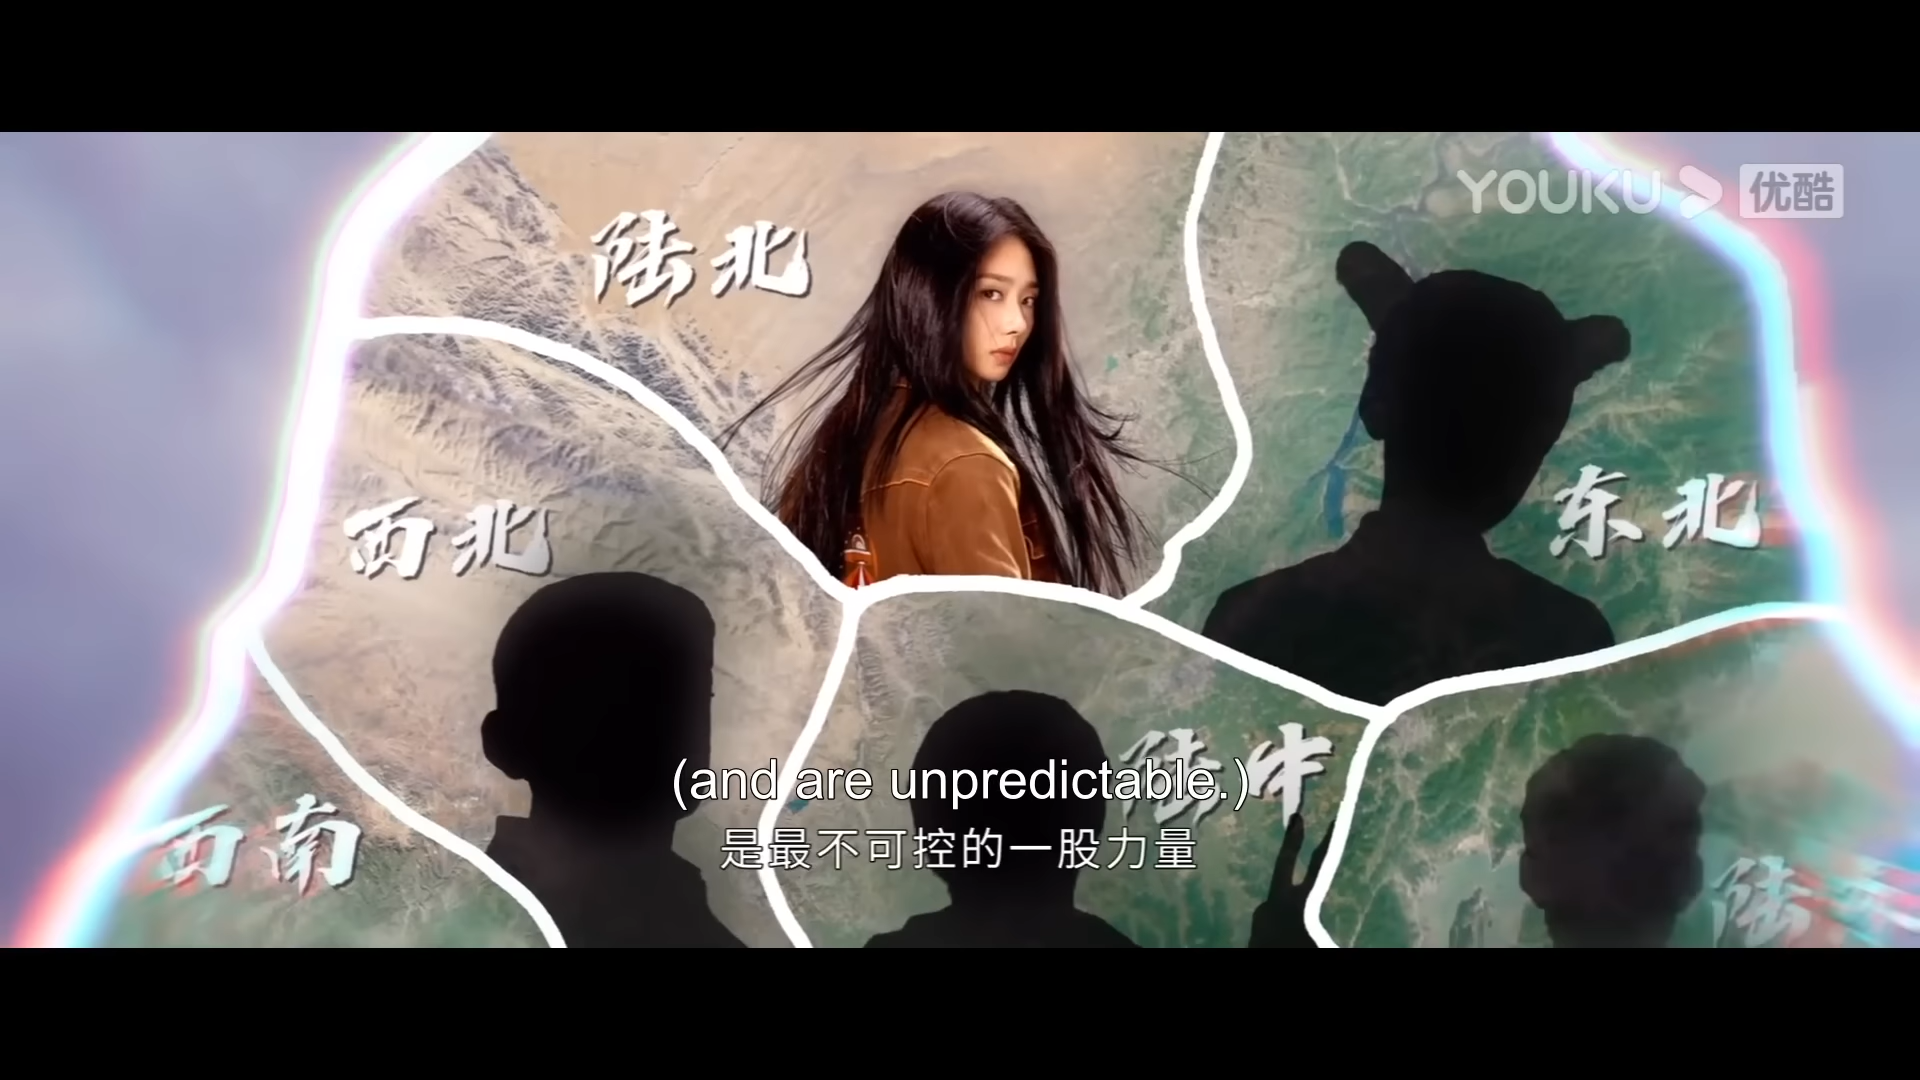 YOUKU 优酷
陆北
东北
西北
陆中
(and are unpredictable.)
西南
是最不可控的一股力量
陆